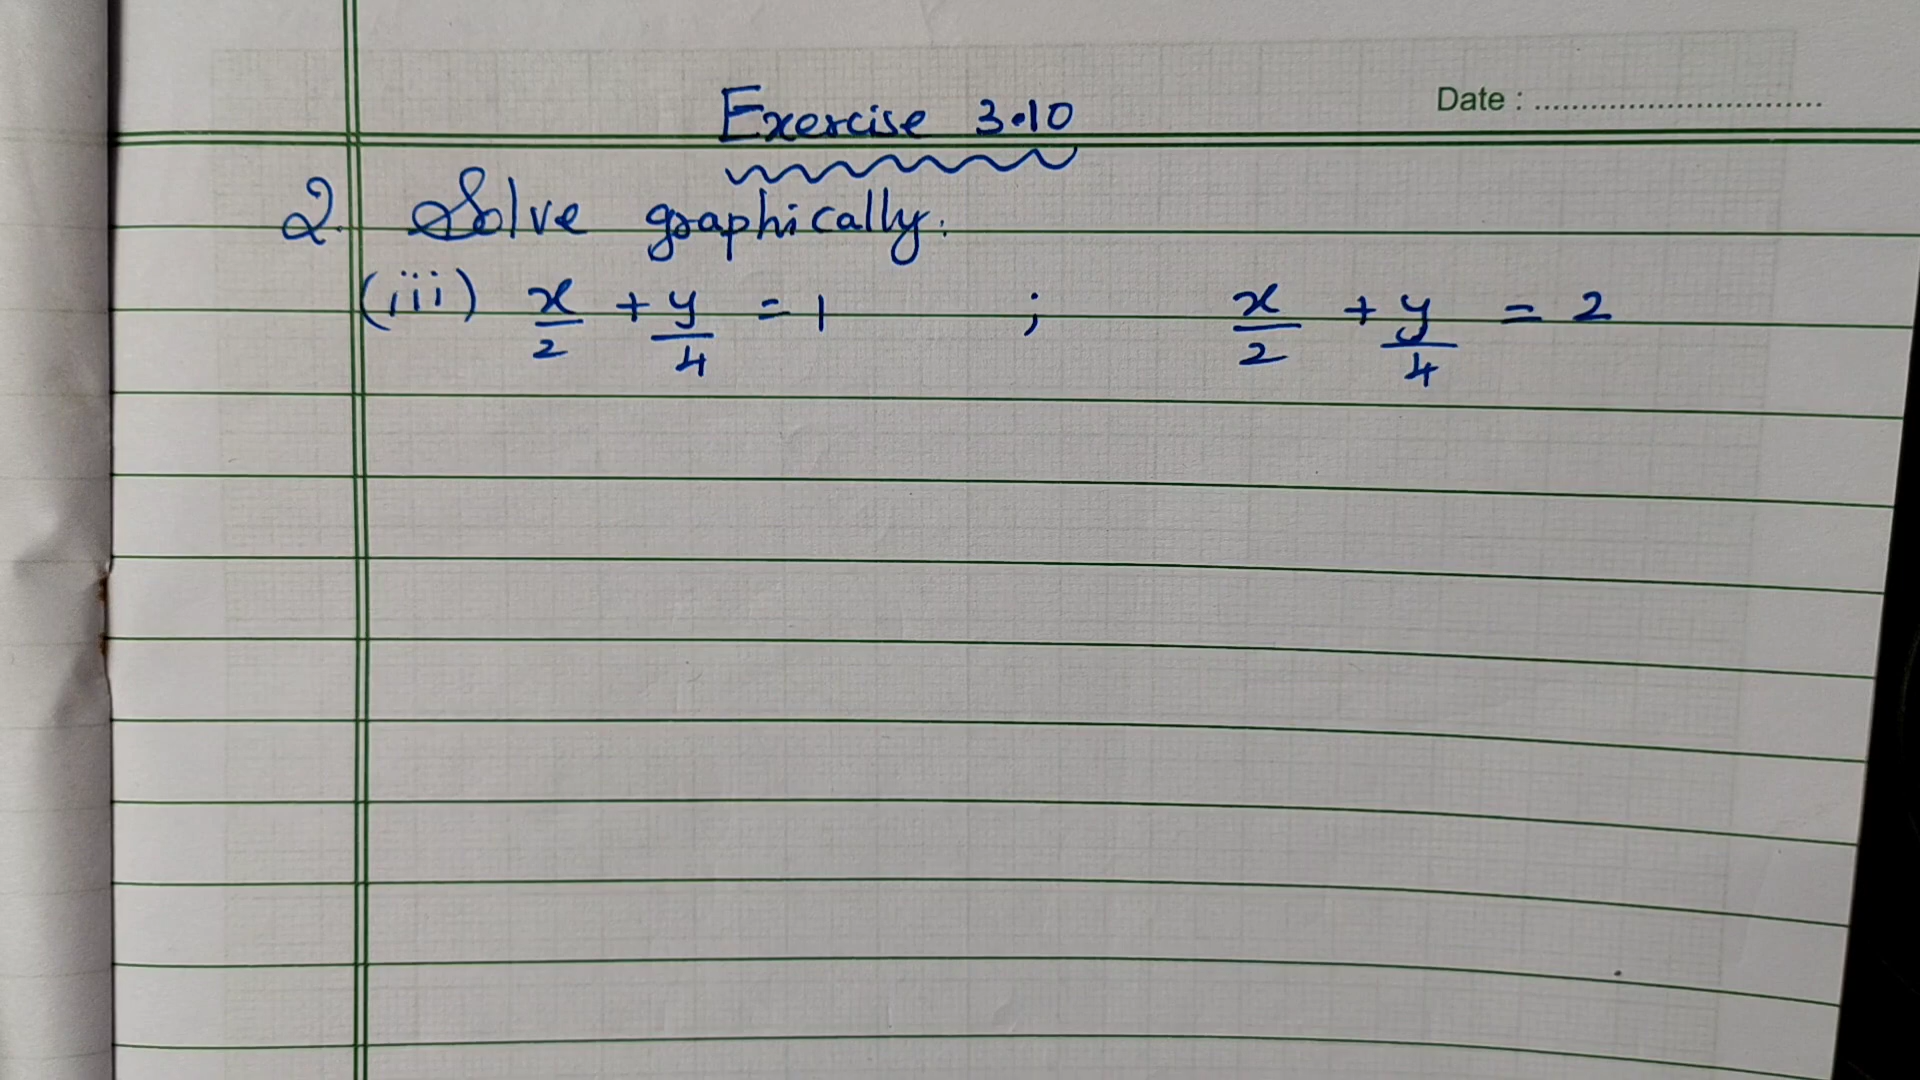 Exercise 3.10
Date : ................................
2. Solve graphically.
(iii) x/2 + y/4 = 1 ; x/2 + y/4 = 2